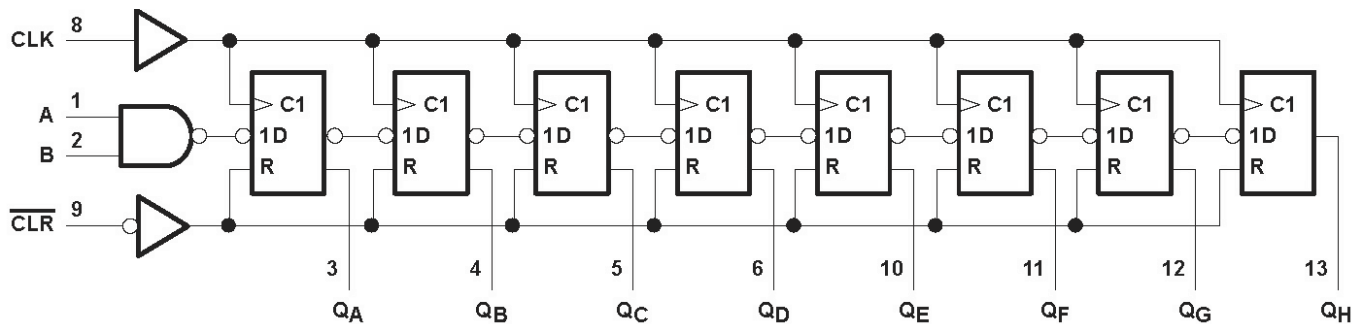 CLK 8
C1 C1 C1 C1 C1 C1 C1 C1
A 1
1D 1D 1D 1D 1D 1D 1D 1D
B 2
R R R R R R R R
CLR 9
3 4 5 6 10 11 12 13
QA QB QC QD QE QF QG QH